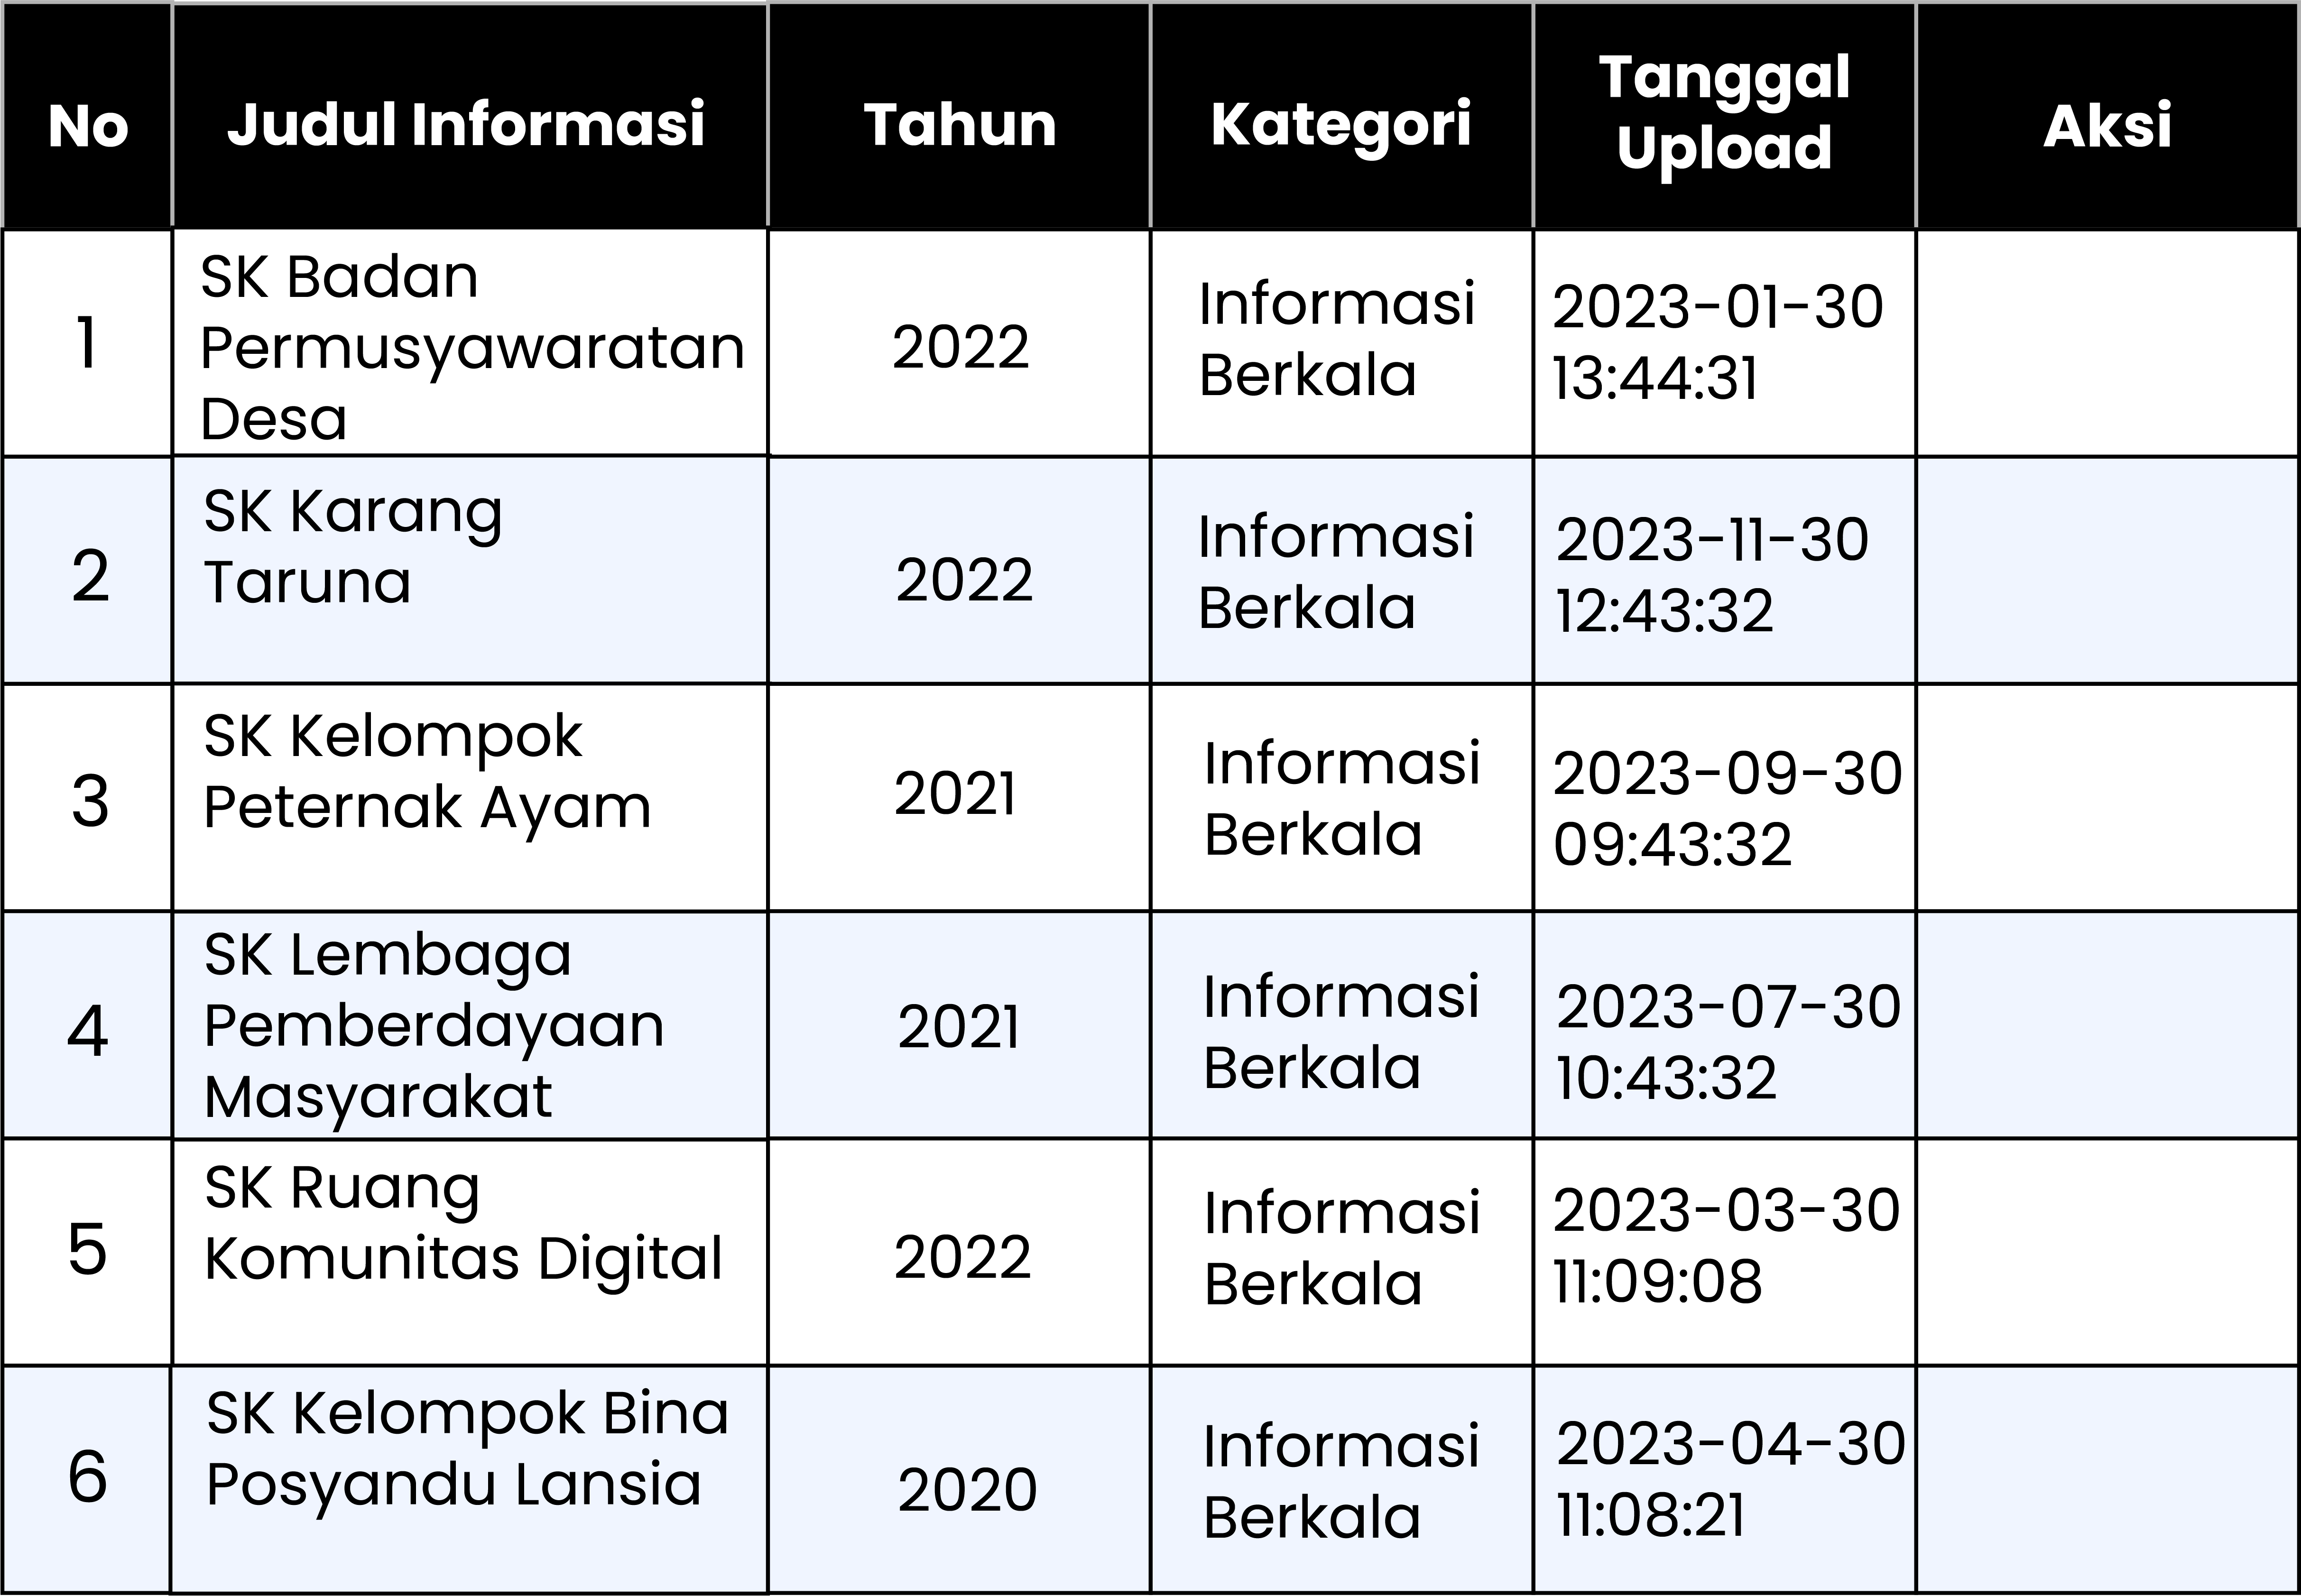 No
Judul Informasi
Tahun
Kategori
Tanggal
Upload
Aksi
1
SK Badan
Permusyawaratan
Desa
2022
Informasi
Berkala
2023-01-30
13:44:31
2
SK Karang
Taruna
2022
Informasi
Berkala
2023-11-30
12:43:32
3
SK Kelompok
Peternak Ayam
2021
Informasi
Berkala
2023-09-30
09:43:32
4
SK Lembaga
Pemberdayaan
Masyarakat
2021
Informasi
Berkala
2023-07-30
10:43:32
5
SK Ruang
Komunitas Digital
2022
Informasi
Berkala
2023-03-30
11:09:08
6
SK Kelompok Bina
Posyandu Lansia
2020
Informasi
Berkala
2023-04-30
11:08:21